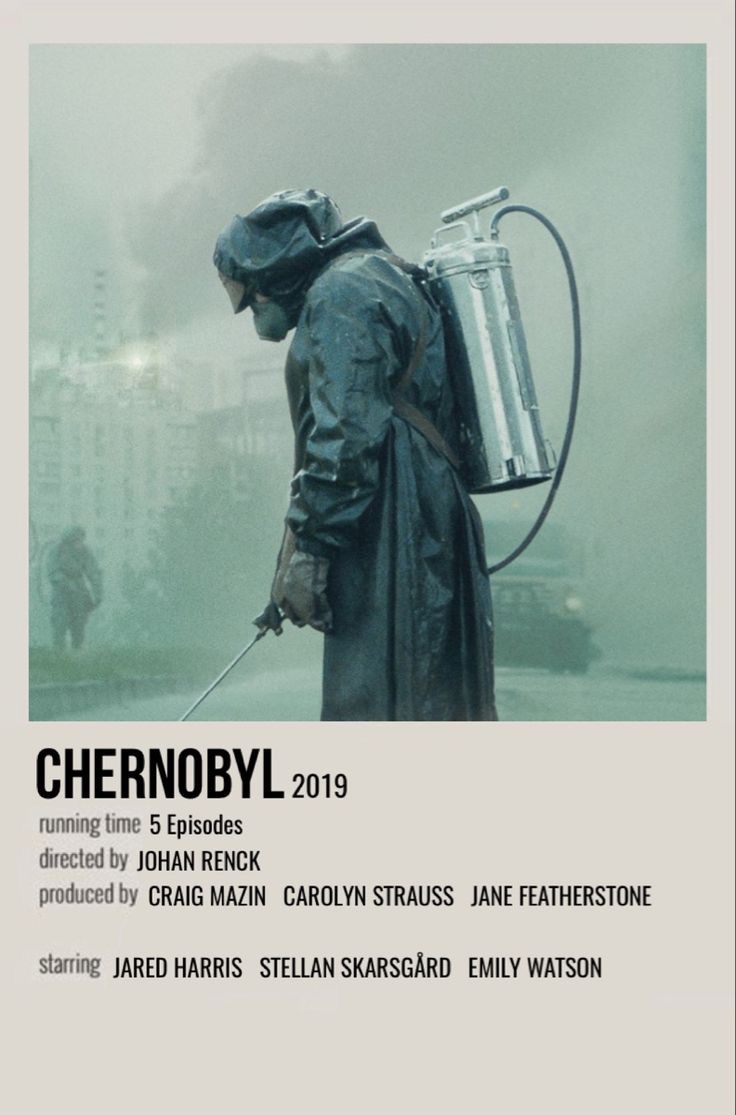 CHERNOBYL 2019
running time 5 Episodes
directed by JOHAN RENCK
produced by CRAIG MAZIN CAROLYN STRAUSS JANE FEATHERSTONE
starring JARED HARRIS STELLAN SKARSGÅRD EMILY WATSON